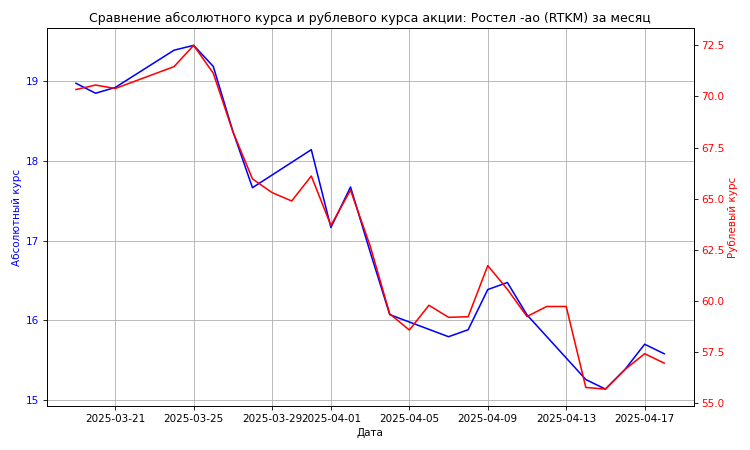 Сравнение абсолютного курса и рублевого курса акции: Ростел -ао (RTKM) за месяц
72.5
19
70.0
18
67.5
Абсолютный курс
65.0
Рублевый курс
17
62.5
16
60.0
57.5
15
55.0
2025-03-21 2025-03-25 2025-03-29 2025-04-01 2025-04-05 2025-04-09 2025-04-13 2025-04-17
Дата